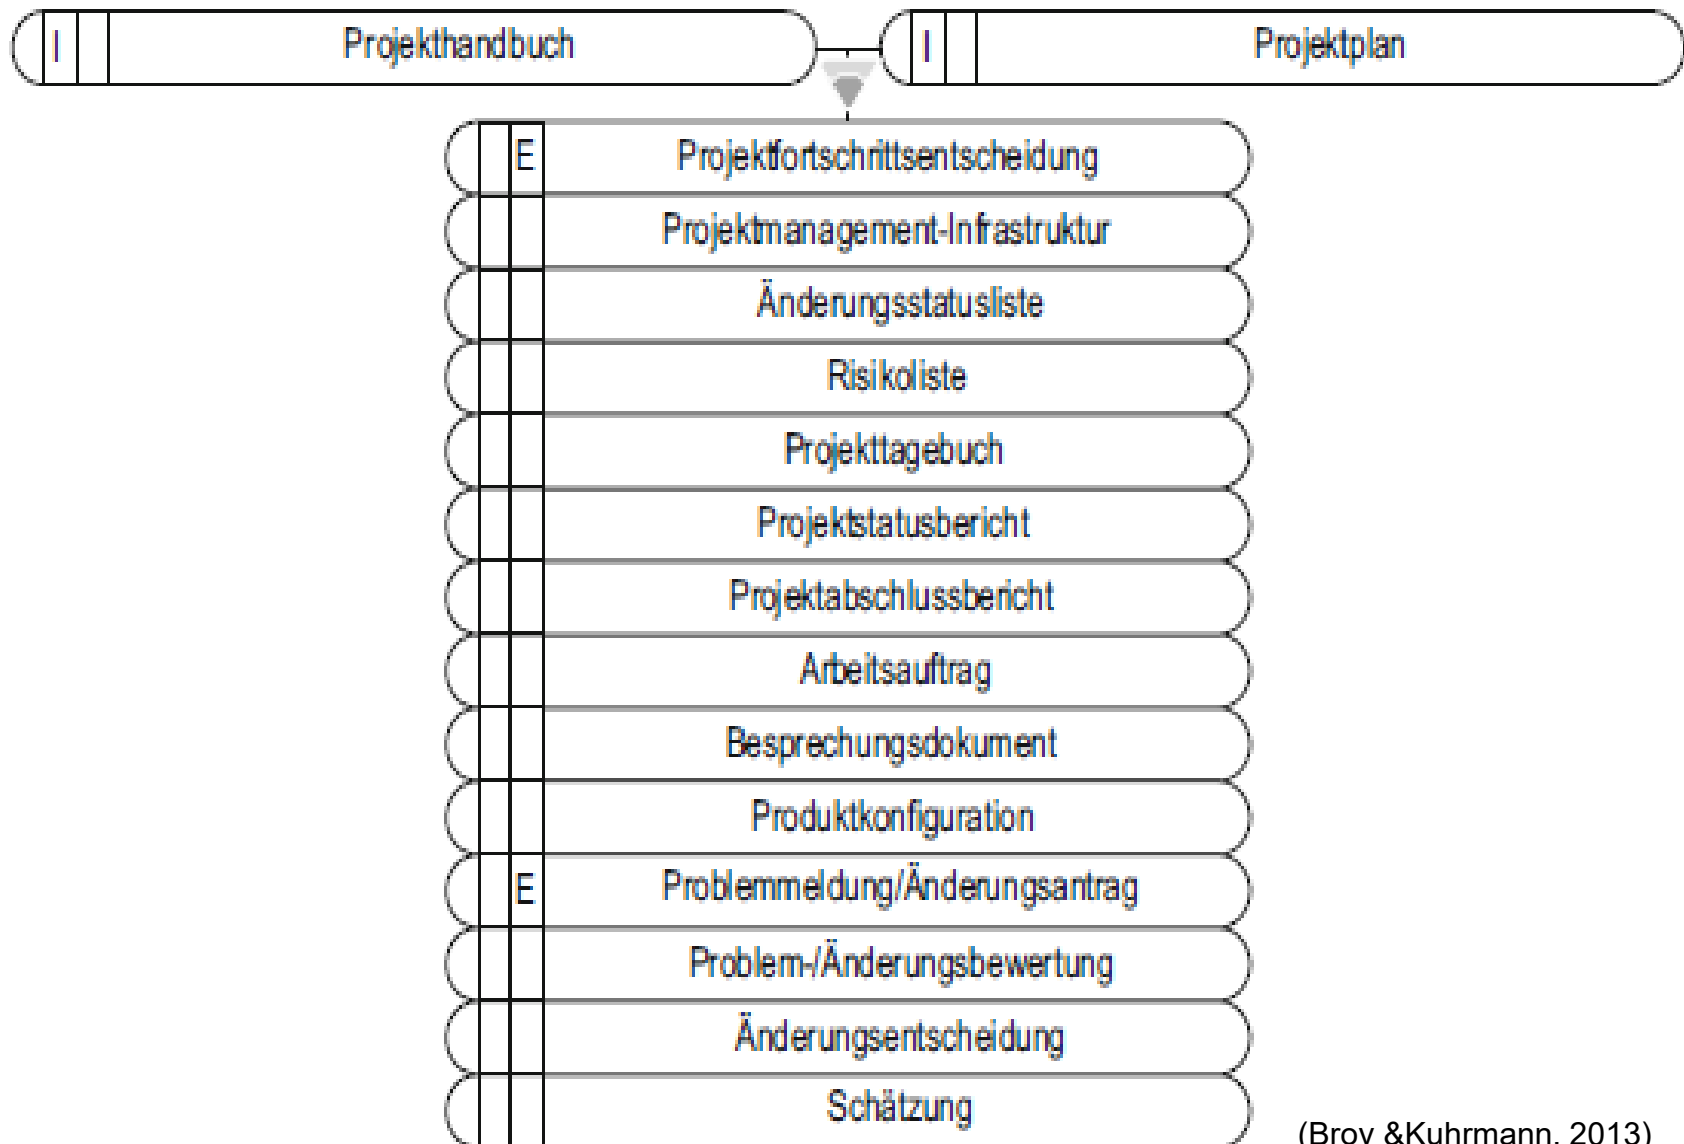 I Projekthandbuch I Projektplan
E Projektfortschrittsentscheidung
Projektmanagement-Infrastruktur
Änderungsstatusliste
Risikoliste
Projekttagebuch
Projektstatusbericht
Projektabschlussbericht
Arbeitsauftrag
Besprechungsdokument
Produktkonfiguration
E Problemmeldung/Änderungsantrag
Problem-/Änderungsbewertung
Änderungsentscheidung
Schätzung
(Broy &Kuhrmann, 2013)